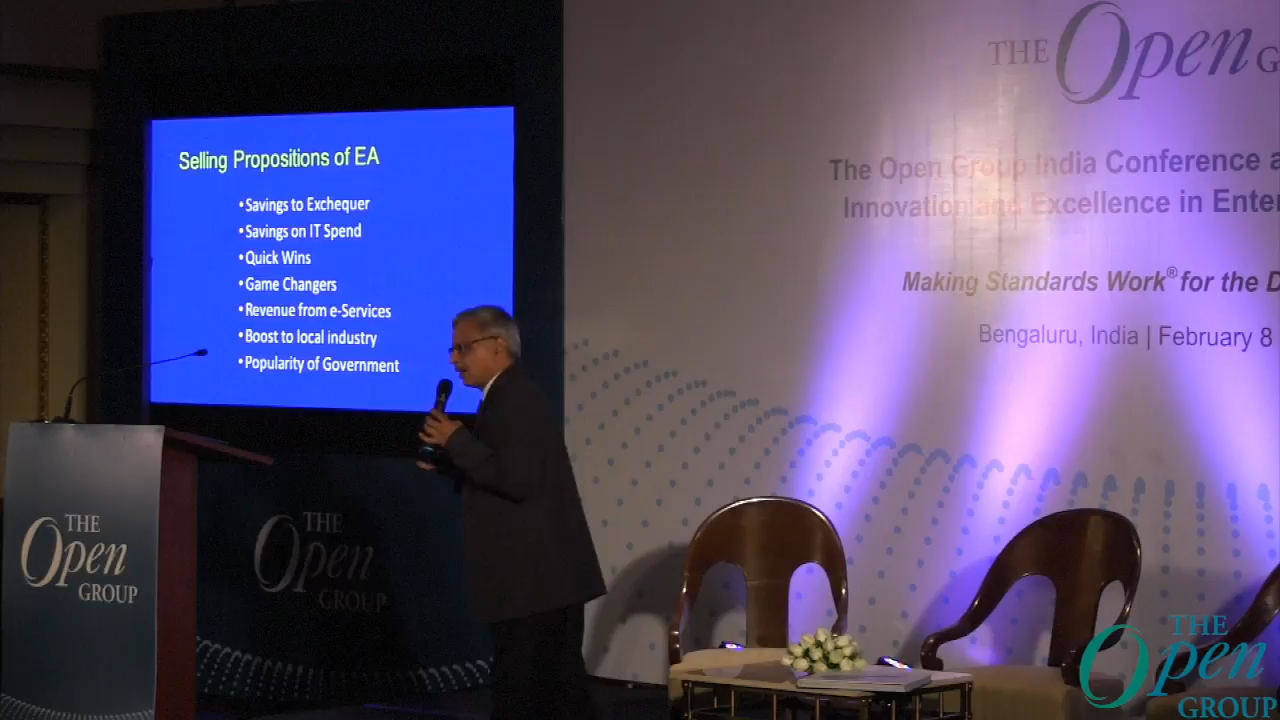 Selling Propositions of EA
•Savings to Exchequer
•Savings on IT Spend
•Quick Wins
•Game Changers
•Revenue from e-Services
•Boost to local industry
•Popularity of Government
THE
Open
GROUP
THE
Open
GROUP
THE Open G
The Open Group India Conference a
Innovation and Excellence in Enter
Making Standards Work® for the D
Bengaluru, India | February 8
THE
Open
GROUP